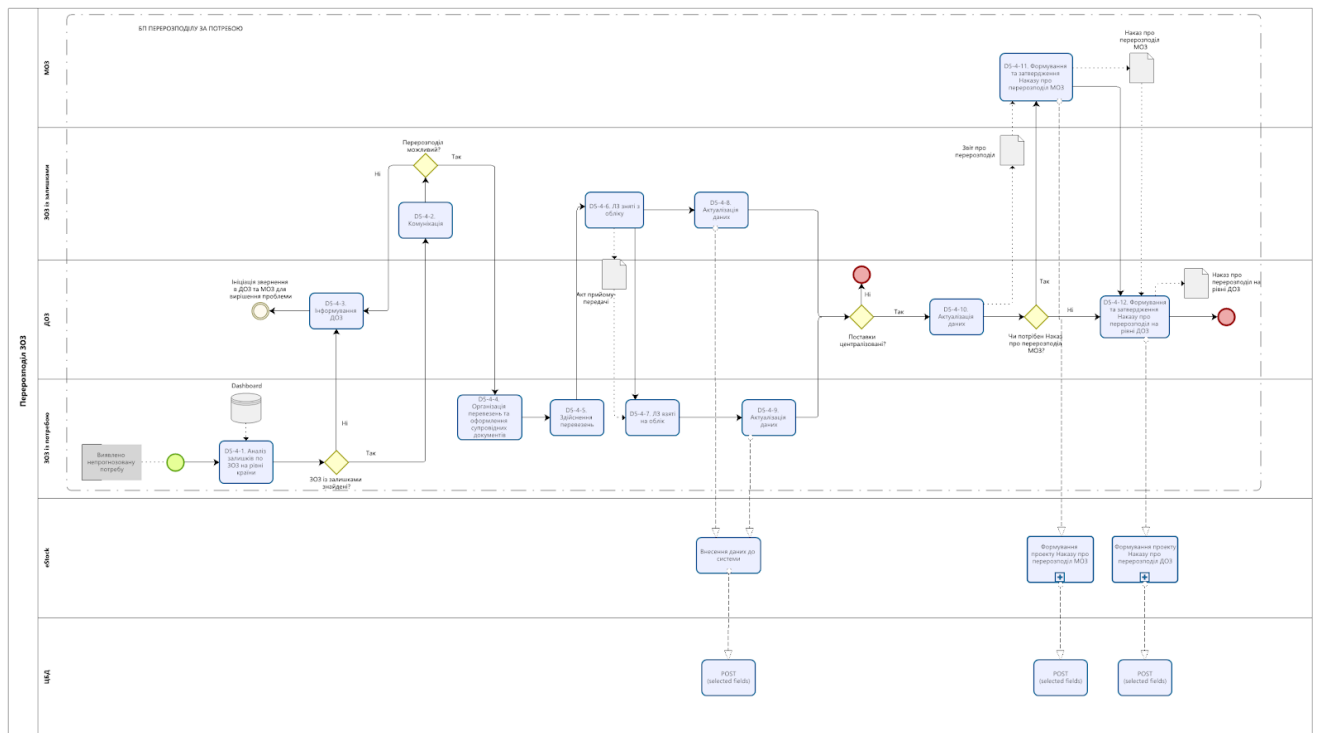 БП ПЕРЕРОЗПОДІЛУ ЗА ПОТРЕБОЮ
Перерозподіл ЗОЗ
МОЗ
Наказ про
перерозподіл
МОЗ
DS-4-11. Формування
та затвердження
Наказу про
перерозподіл МОЗ
ЗОЗ із залишками
Перерозподіл
можливий?
Так
Ні
DS-4-2.
Комунікація
DS-4-6. ЛЗ зняті з
обліку
DS-4-8.
Актуалізація
даних
Звіт про
перерозподіл
ДОЗ
Ініціація звернення
в ДОЗ та МОЗ для
вирішення проблеми
DS-4-3.
Інформування
ДОЗ
Акт прийому-
передачі
Ні
Поставки
централізовані?
Так
DS-4-10.
Актуалізація
даних
Так
Чи потрібен Наказ
про перерозподіл
МОЗ?
Ні
DS-4-12. Формування
та затвердження
Наказу про
перерозподіл на
рівні ДОЗ
Наказ про
перерозподіл на
рівні ДОЗ
ЗОЗ із потребою
Dashboard
Виявлено
непрогнозовану
потребу
DS-4-1. Аналіз
залишків по
ЗОЗ на рівні
країни
Ні
Так
ЗОЗ із залишками
знайдені?
DS-4-4.
Організація
перевезень та
оформлення
супровідних
документів
DS-4-5.
Здійснення
перевезень
DS-4-7. ЛЗ взяті
на облік
DS-4-9.
Актуалізація
даних
eStock
Внесення даних до
системи
Формування
проекту Наказу про
перерозподіл МОЗ
Формування проекту
Наказу про
перерозподіл ДОЗ
ЦБД
POST
(selected fields)
POST
(selected fields)
POST
(selected fields)